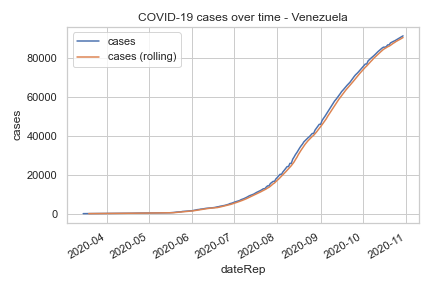 COVID-19 cases over time - Venezuela
cases
cases (rolling)
80000
60000
40000
20000
0
cases
2020-04
2020-05
2020-06
2020-07
2020-08
2020-09
2020-10
2020-11
dateRep